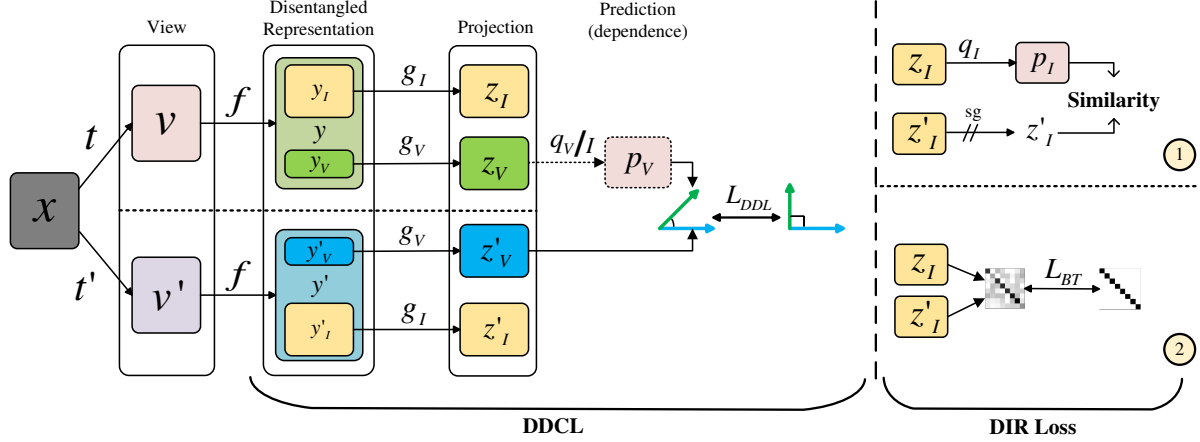 View
Disentangled
Representation
Projection
Prediction
(dependence)
x
t
t'
v
v'
f
f
y_I
y
y_V
y'_V
y'
y'_I
g_I
g_V
g_V
g_I
z_I
z_V
z'_V
z'_I
q_V/I
p_V
L_DDL
DDCL
z_I
q_I
p_I
Similarity
z'_I
sg
z'_I
1
z_I
z'_I
L_BT
2
DIR Loss